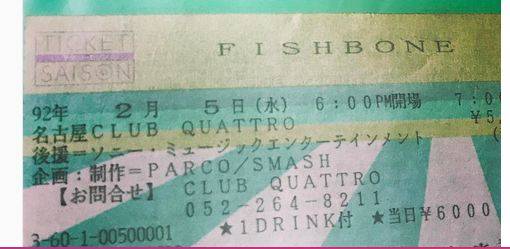 TICKET
SAISON
FISHBONE
92年 2月 5日(水) 6:00PM開場 7:0
名古屋CLUB QUATTRO
後援=ソニー・ミュージックエンターテインメント
企画:制作=PARCO/SMASH
【お問合せ】 CLUB QUATTRO
052-264-8211
★1DRINK付 ★当日¥6000
3-60-1-00500001